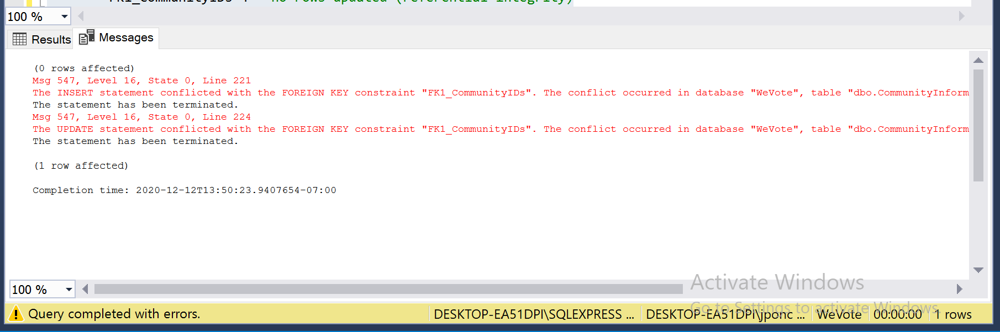 no rows updated (referential integrity)
100 %
Results
Messages
(0 rows affected)
Msg 547, Level 16, State 0, Line 221
The INSERT statement conflicted with the FOREIGN KEY constraint "FK1_CommunityIDs". The conflict occurred in database "WeVote", table "dbo.CommunityInform
The statement has been terminated.
Msg 547, Level 16, State 0, Line 224
The UPDATE statement conflicted with the FOREIGN KEY constraint "FK1_CommunityIDs". The conflict occurred in database "WeVote", table "dbo.CommunityInform
The statement has been terminated.
(1 row affected)
Completion time: 2020-12-12T13:50:23.9407654-07:00
100 %
Activate Windows
Go to Settings to activate Windows.
Query completed with errors.
DESKTOP-EA51DPI\SQLEXPRESS ...
DESKTOP-EA51DPI\jponc ...
WeVote
00:00:00
1 rows